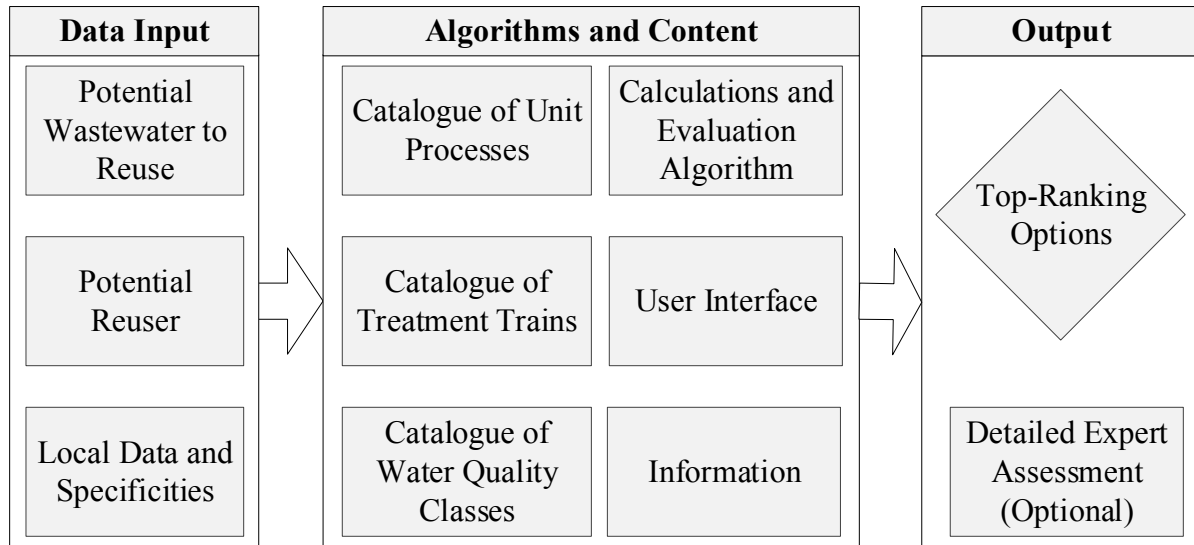 Data Input
Potential
Wastewater to
Reuse
Potential
Reuser
Local Data and
Specificities
Algorithms and Content
Catalogue of Unit
Processes
Calculations and
Evaluation
Algorithm
Catalogue of
Treatment Trains
User Interface
Catalogue of
Water Quality
Classes
Information
Output
Top-Ranking
Options
Detailed Expert
Assessment
(Optional)